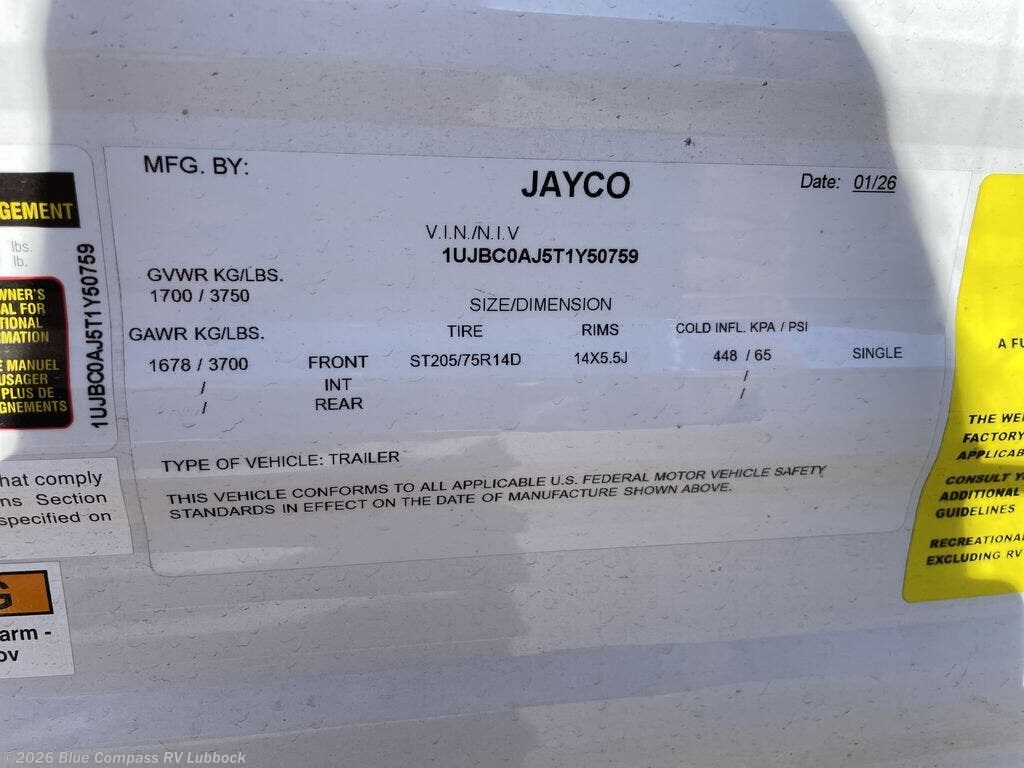 MFG. BY:
JAYCO
Date: 01/26
V.I.N./N.I.V
1UJBC0AJ5T1Y50759
GVWR KG/LBS.
1700 / 3750
SIZE/DIMENSION
GAWR KG/LBS.
TIRE
RIMS
COLD INFL. KPA / PSI
1678 / 3700 FRONT ST205/75R14D 14X5.5J 448 / 65 SINGLE
/ INT /
/ REAR /
TYPE OF VEHICLE: TRAILER
THIS VEHICLE CONFORMS TO ALL APPLICABLE U.S. FEDERAL MOTOR VEHICLE SAFETY
STANDARDS IN EFFECT ON THE DATE OF MANUFACTURE SHOWN ABOVE.
GEMENT
lbs.
lb.
WNER'S
AL FOR
TIONAL
MATION
E MANUEL
USAGER -
PLUS DE
GNEMENTS
1UJBC0AJ5T1Y50759
hat comply
ns Section
specified on
G
arm -
ov
A FU
THE WEI
FACTORY
APPLICAB
CONSULT Y
ADDITIONAL
GUIDELINES
RECREATIONA
EXCLUDING RV
©2026 Blue Compass RV Lubbock